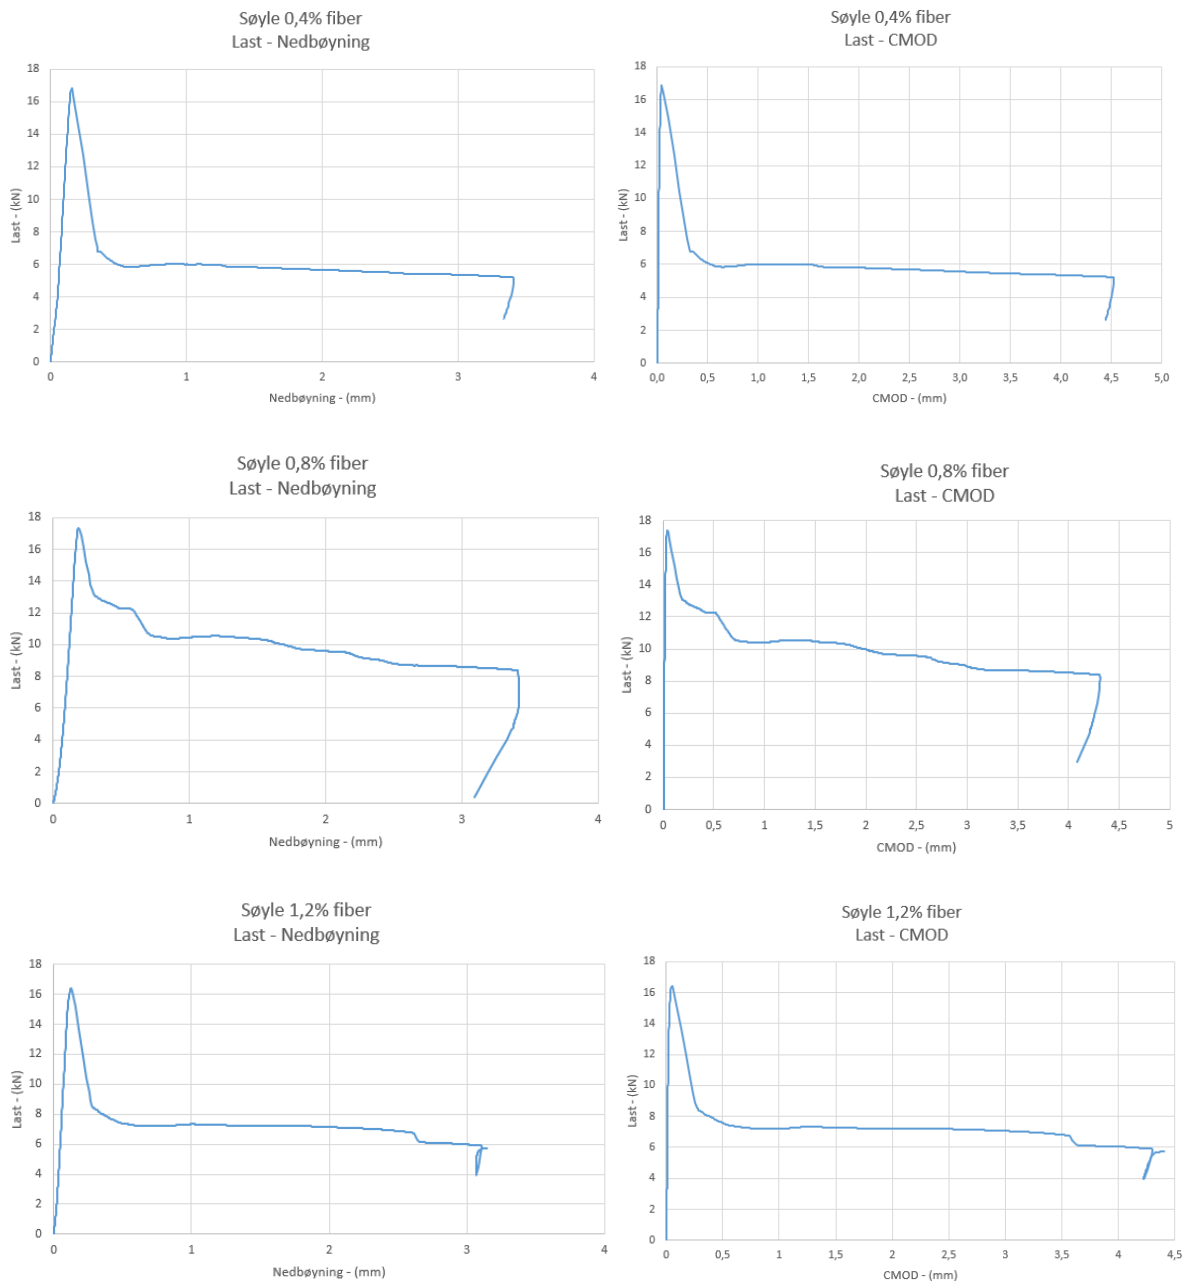 Søyle 0,4% fiber
Last - Nedbøyning
18
16
14
12
10
8
6
4
2
0
Last - (kN)
0 1 2 3 4
Nedbøyning - (mm)
Søyle 0,4% fiber
Last - CMOD
18
16
14
12
10
8
6
4
2
0
Last - (kN)
0,0 0,5 1,0 1,5 2,0 2,5 3,0 3,5 4,0 4,5 5,0
CMOD - (mm)
Søyle 0,8% fiber
Last - Nedbøyning
18
16
14
12
10
8
6
4
2
0
Last - (kN)
0 1 2 3 4
Nedbøyning - (mm)
Søyle 0,8% fiber
Last - CMOD
18
16
14
12
10
8
6
4
2
0
Last - (kN)
0 0,5 1 1,5 2 2,5 3 3,5 4 4,5 5
CMOD - (mm)
Søyle 1,2% fiber
Last - Nedbøyning
18
16
14
12
10
8
6
4
2
0
Last - (kN)
0 1 2 3 4
Nedbøyning - (mm)
Søyle 1,2% fiber
Last - CMOD
18
16
14
12
10
8
6
4
2
0
Last - (kN)
0 0,5 1 1,5 2 2,5 3 3,5 4 4,5
CMOD - (mm)